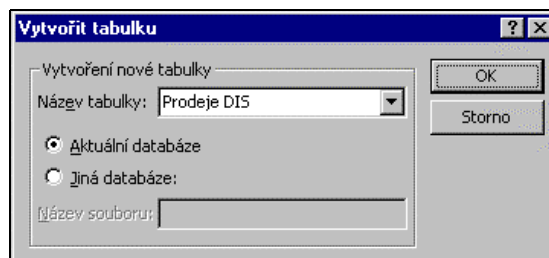 Vytvořit tabulku
Vytvoření nové tabulky
Název tabulky: Prodeje DIS
Aktuální databáze
Jiná databáze:
Název souboru:
OK
Storno